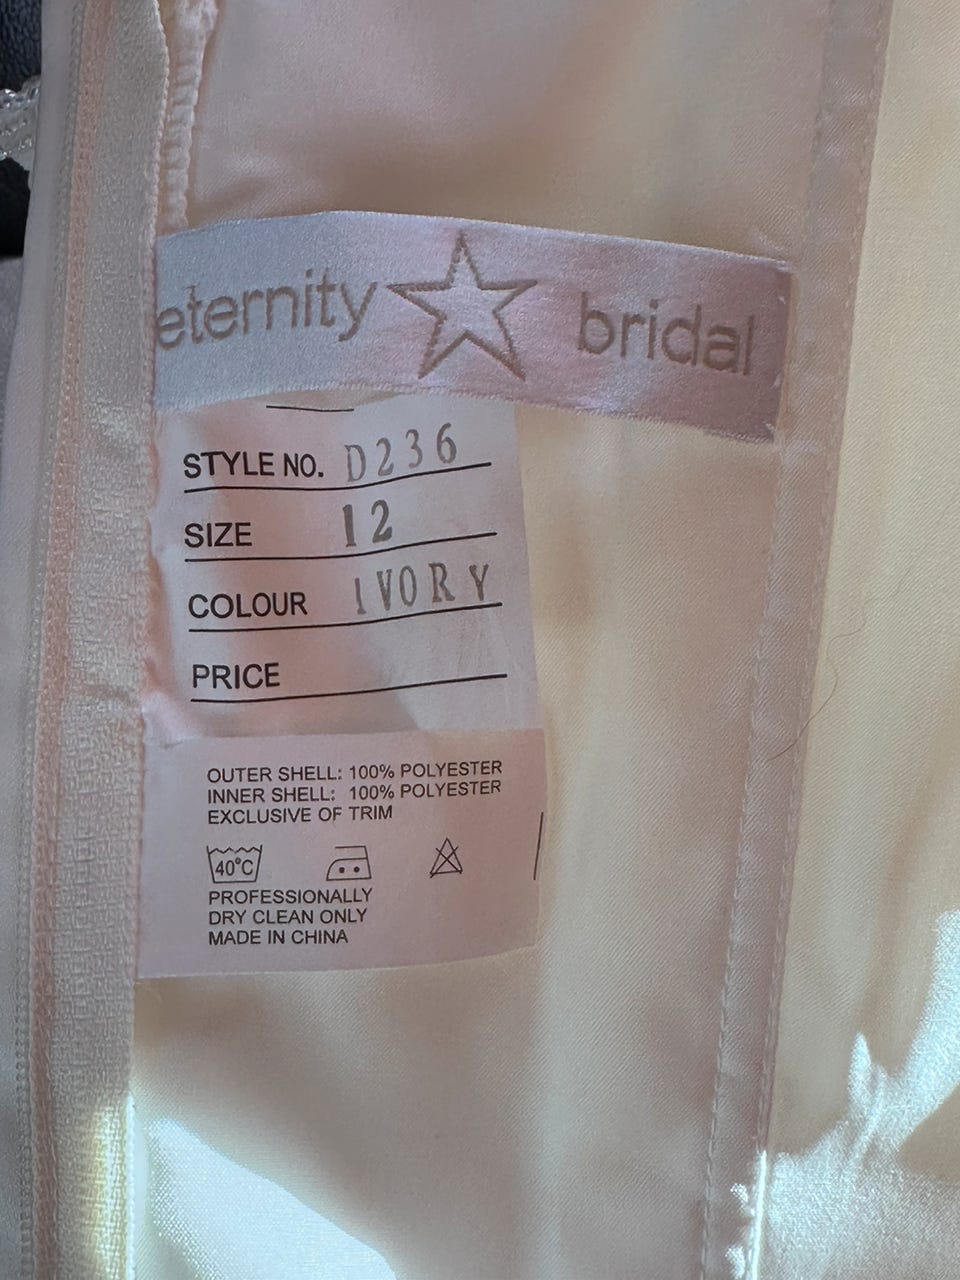 eternity bridal
STYLE NO. D236
SIZE 12
COLOUR IVORY
PRICE
OUTER SHELL: 100% POLYESTER
INNER SHELL: 100% POLYESTER
EXCLUSIVE OF TRIM
40°C
PROFESSIONALLY
DRY CLEAN ONLY
MADE IN CHINA